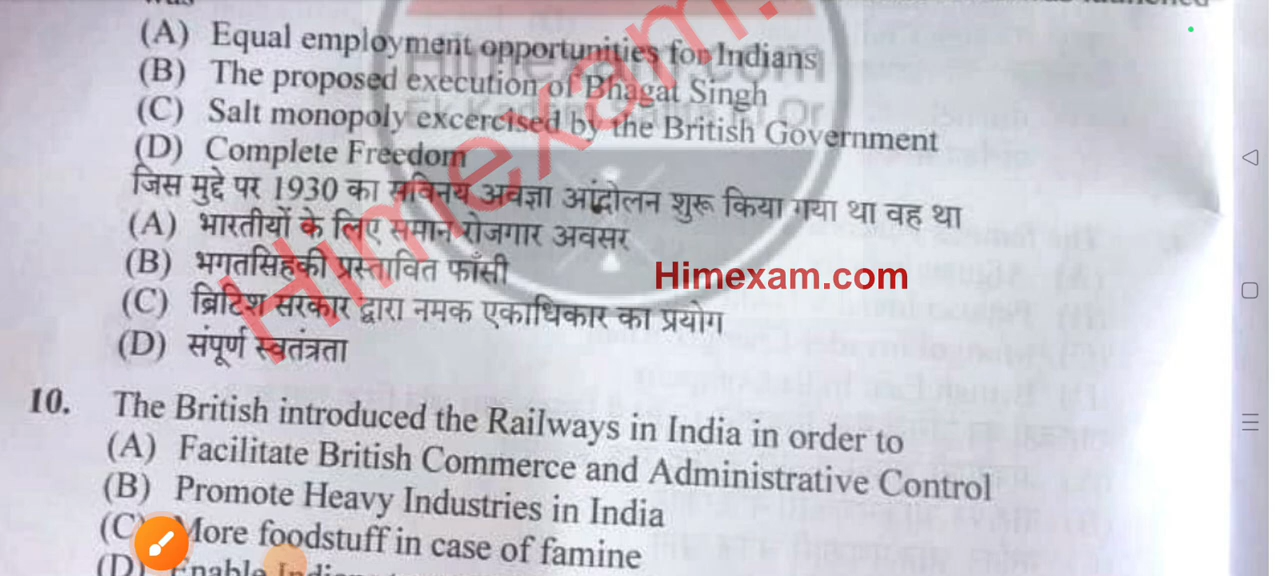 (A) Equal employment opportunities for Indians
(B) The proposed execution of Bhagat Singh
(C) Salt monopoly excercised by the British Government
(D) Complete Freedom
जिस मुद्दे पर 1930 का सविनय अवज्ञा आंदोलन शुरू किया गया था वह था
(A) भारतीयों के लिए समान रोजगार अवसर
(B) भगतसिंहकी प्रस्तावित फाँसी
Himexam.com
(C) ब्रिटिश सरकार द्वारा नमक एकाधिकार का प्रयोग
(D) संपूर्ण स्वतंत्रता
Himexam.com
10. The British introduced the Railways in India in order to
(A) Facilitate British Commerce and Administrative Control
(B) Promote Heavy Industries in India
(C) More foodstuff in case of famine
(D) Enable